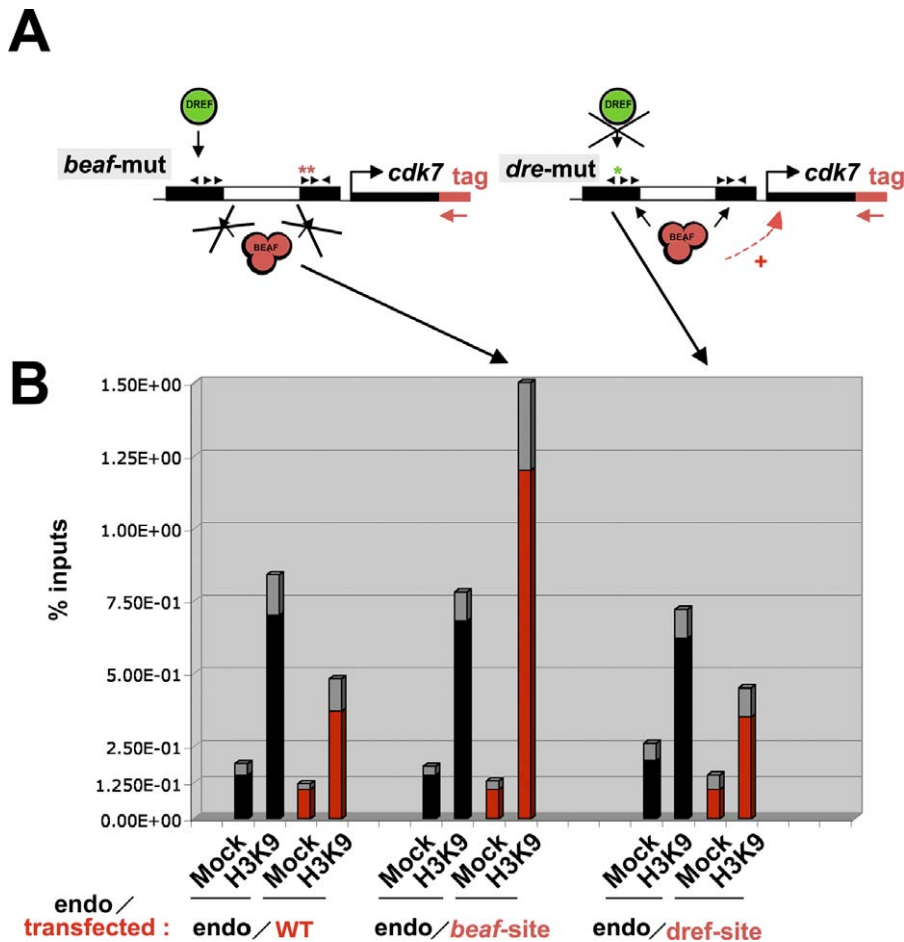 A
DREF
beaf-mut
**
cdk7
tag
BEAF
DREF
dre-mut
*
cdk7
tag
BEAF
+
B
% inputs
1.50E+00
1.25E+00
1.00E+00
7.50E-01
5.00E-01
2.50E-01
1.250E-01
0.00E+00
Mock H3K9 Mock H3K9 Mock H3K9 Mock H3K9 Mock H3K9 Mock H3K9
endo/
transfected : endo/WT endo/beaf-site endo/dref-site